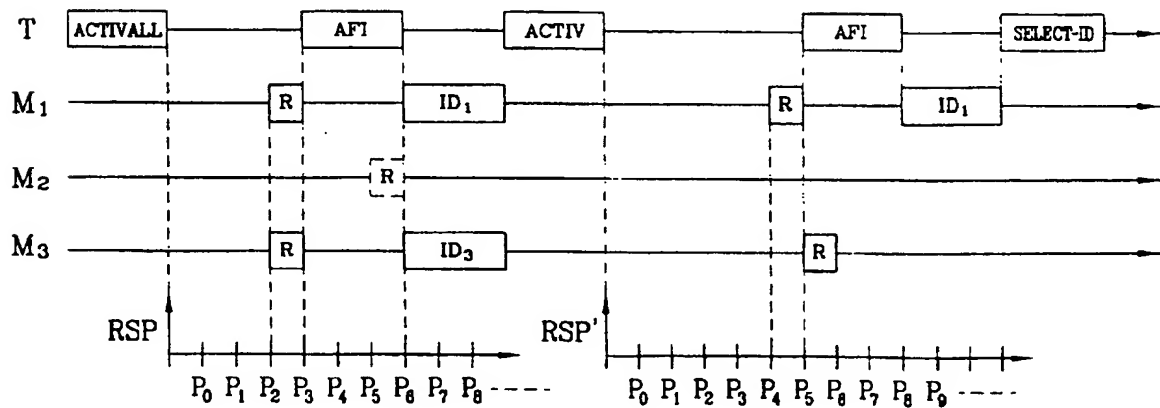 T ACTIVALL AFI ACTIV AFI SELECT-ID
M₁ R ID₁ R ID₁
M₂ R
M₃ R ID₃ R
RSP RSP'
P₀ P₁ P₂ P₃ P₄ P₅ P₆ P₇ P₈ ----- P₀ P₁ P₂ P₃ P₄ P₅ P₆ P₇ P₈ P₉ -----